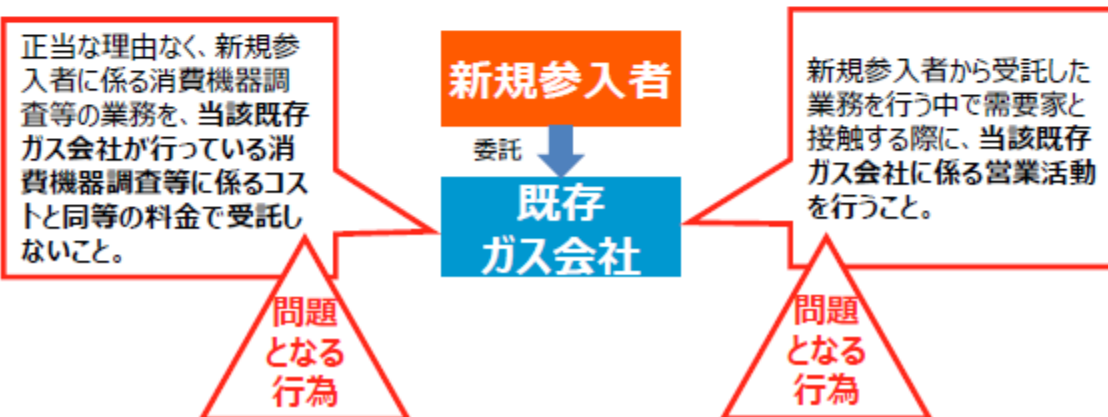 正当な理由なく、新規参
入者に係る消費機器調
査等の業務を、当該既存
ガス会社が行っている消
費機器調査等に係るコス
トと同等の料金で受託し
ないこと。
新規参入者
委託
既存
ガス会社
新規参入者から受託した
業務を行う中で需要家と
接触する際に、当該既存
ガス会社に係る営業活動
を行うこと。
問題
となる
行為
問題
となる
行為